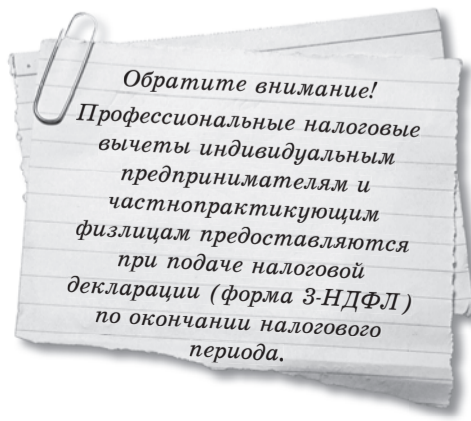 Обратите внимание!
Профессиональные налоговые
вычеты индивидуальным
предпринимателям и
частнопрактикующим
физлицам предоставляются
при подаче налоговой
декларации (форма 3-НДФЛ)
по окончании налогового
периода.